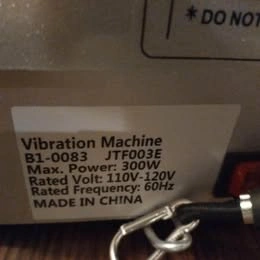 *DO NOT
Vibration Machine
B1-0083 JTF003E
Max. Power: 300W
Rated Volt: 110V-120V
Rated Frequency: 60Hz
MADE IN CHINA